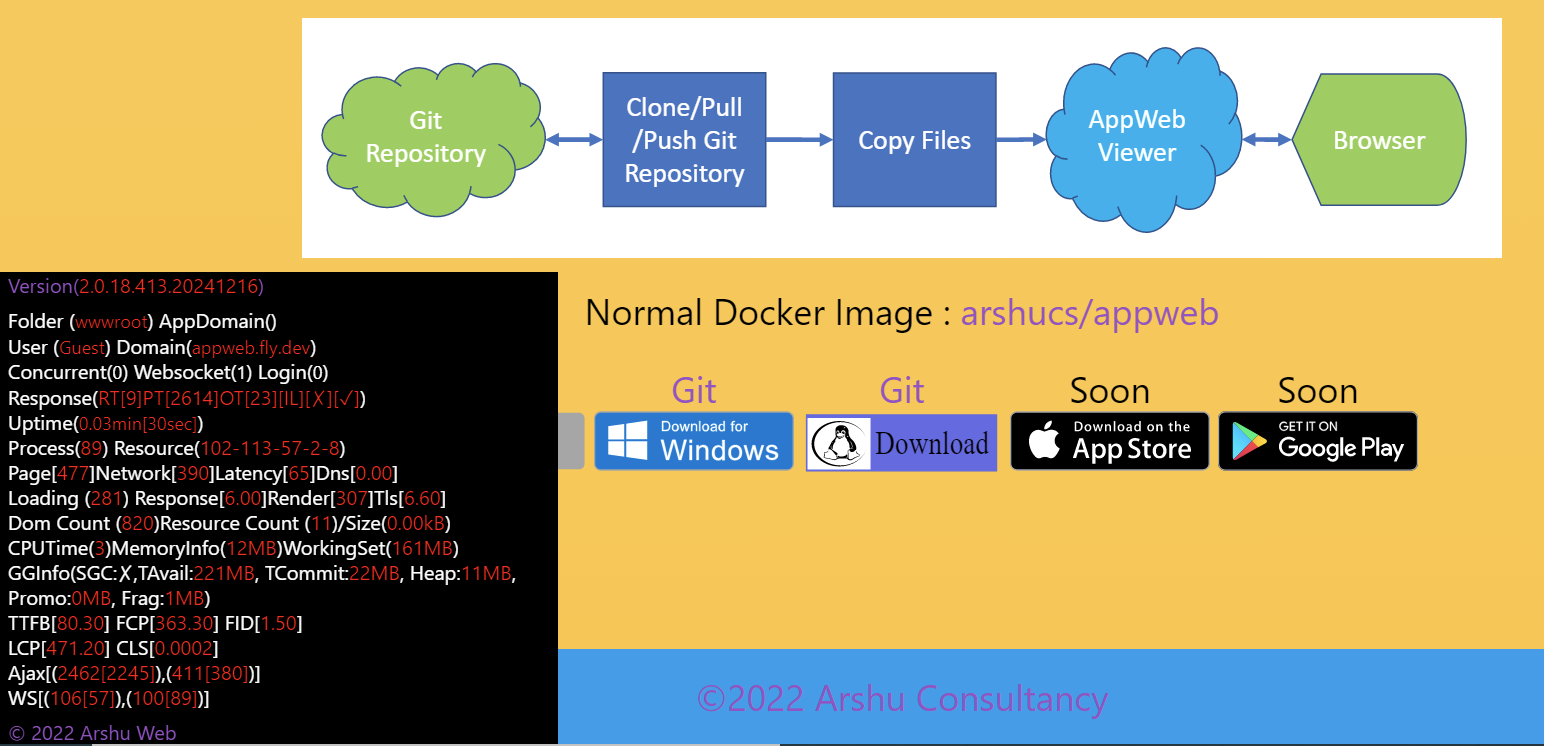 Git
Repository
Clone/Pull
/Push Git
Repository
Copy Files
AppWeb
Viewer
Browser
Version(2.0.18.413.20241216)
Folder (wwwroot) AppDomain()
User (Guest) Domain(appweb.fly.dev)
Concurrent(0) Websocket(1) Login(0)
Response(RT[9]PT[2614]OT[23][IL][✗][✓])
Uptime(0.03min[30sec])
Process(89) Resource(102-113-57-2-8)
Page[477]Network[390]Latency[65]Dns[0.00]
Loading (281) Response[6.00]Render[307]Tls[6.60]
Dom Count (820)Resource Count (11)/Size(0.00kB)
CPUTime(3)MemoryInfo(12MB)WorkingSet(161MB)
GGInfo(SGC:✗,TAvail:221MB, TCommit:22MB, Heap:11MB,
Promo:0MB, Frag:1MB)
TTFB[80.30] FCP[363.30] FID[1.50]
LCP[471.20] CLS[0.0002]
Ajax[(2462[2245]),(411[380])]
WS[(106[57]),(100[89])]
© 2022 Arshu Web
Normal Docker Image : arshucs/appweb
Git
Git
Soon
Soon
Download for
Windows
Download
Download on the
App Store
GET IT ON
Google Play
©2022 Arshu Consultancy